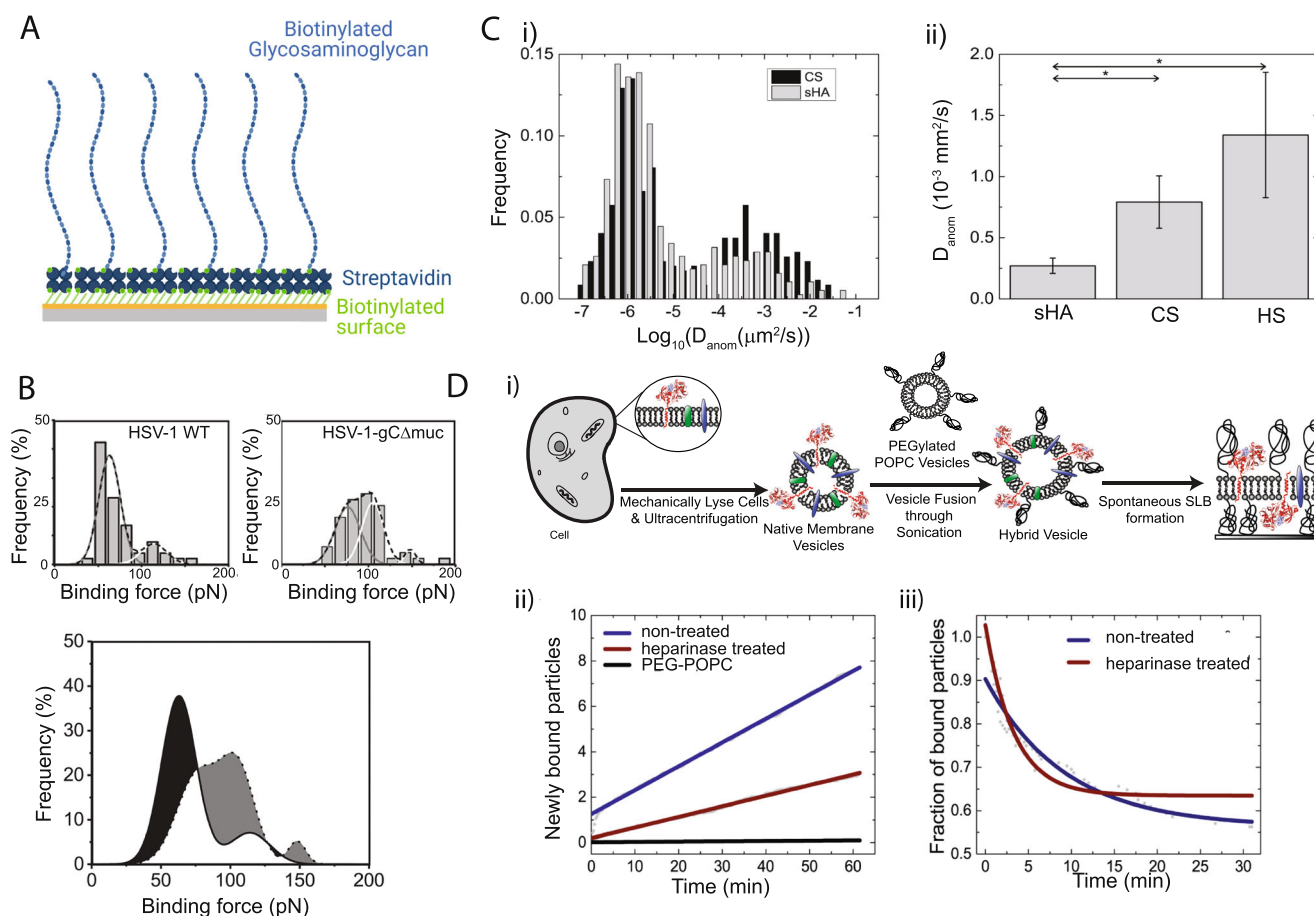 A
Biotinylated
Glycosaminoglycan
Streptavidin
Biotinylated
surface
C
i)
0.15
0.10
0.05
0.00
Frequency
CS
sHA
-7
-6
-5
-4
-3
-2
-1
Log10(Danom(μm2/s))
ii)
2.0
1.5
1.0
0.5
0
Danom (10-3 mm2/s)
*
*
sHA
CS
HS
B
50
25
0
Frequency (%)
HSV-1 WT
0
100
200
Binding force (pN)
50
25
0
Frequency (%)
HSV-1-gCΔmuc
0
100
200
Binding force (pN)
50
40
30
20
10
0
Frequency (%)
0
50
100
150
200
Binding force (pN)
D
i)
Cell
Mechanically Lyse Cells
& Ultracentrifugation
Native Membrane
Vesicles
PEGylated
POPC Vesicles
Vesicle Fusion
through
Sonication
Hybrid Vesicle
Spontaneous SLB
formation
ii)
10
8
6
4
2
0
Newly bound particles
non-treated
heparinase treated
PEG-POPC
0
10
20
30
40
50
60
Time (min)
iii)
1.0
0.9
0.8
0.7
0.6
0.5
Fraction of bound particles
non-treated
heparinase treated
0
5
10
15
20
25
30
Time (min)